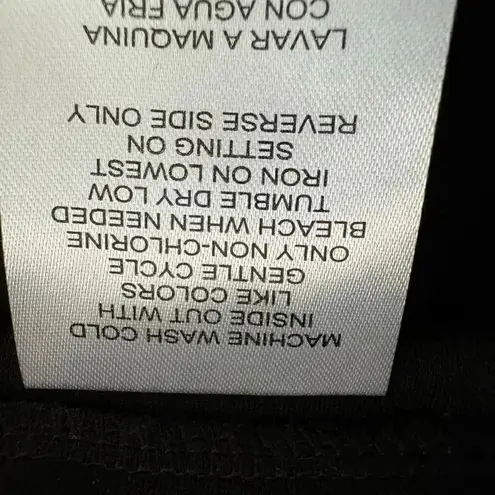 MACHINE WASH COLD
INSIDE OUT WITH
LIKE COLORS
GENTLE CYCLE
ONLY NON-CHLORINE
BLEACH WHEN NEEDED
TUMBLE DRY LOW
IRON ON LOWEST
SETTING ON
REVERSE SIDE ONLY
LAVAR A MAQUINA
CON AGUA FRIA